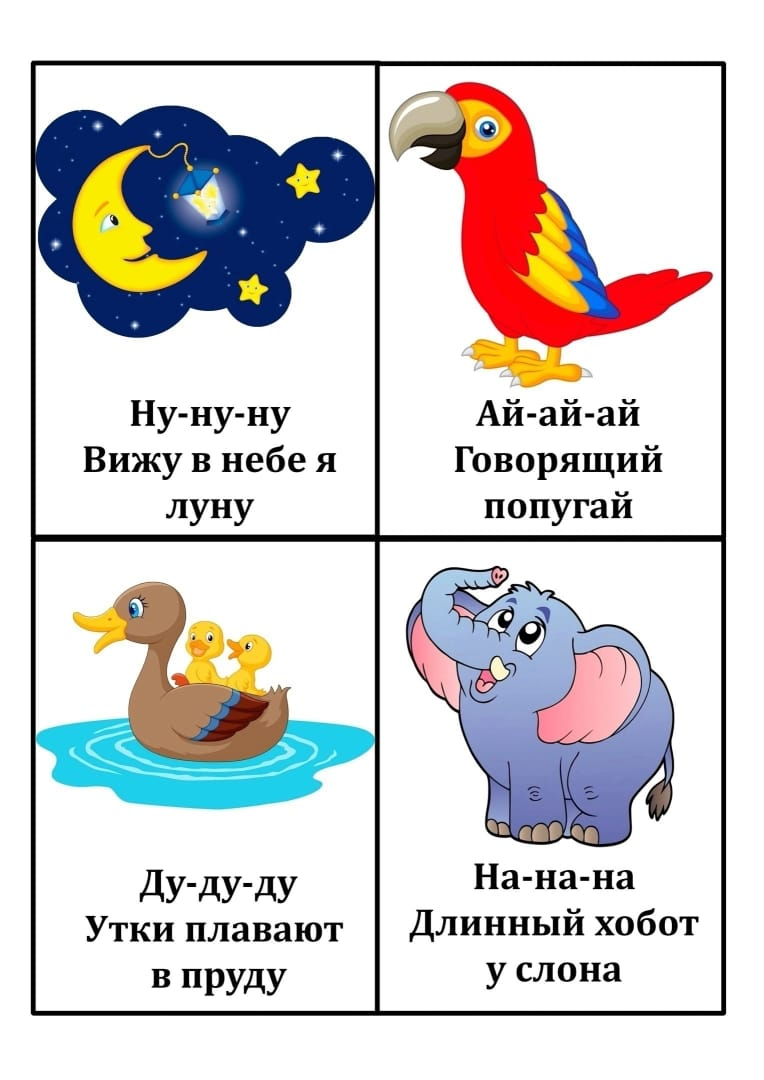 Ну-ну-ну
Вижу в небе я
луну
Ай-ай-ай
Говорящий
попугай
Ду-ду-ду
Утки плавают
в пруду
На-на-на
Длинный хобот
у слона